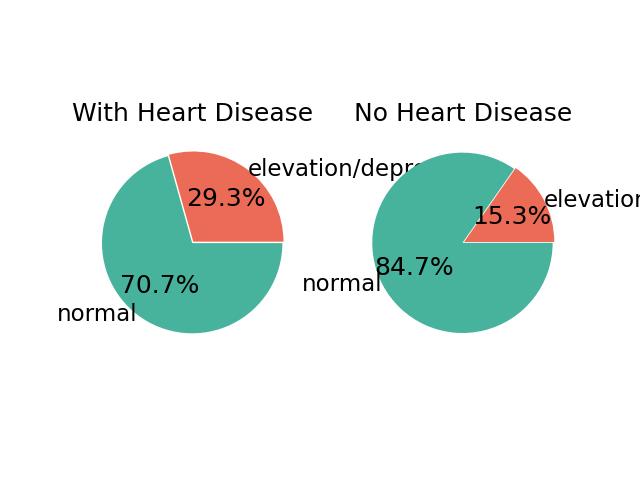 With Heart Disease
No Heart Disease
elevation/depre
29.3%
elevation
15.3%
70.7%
84.7%
normal
normal